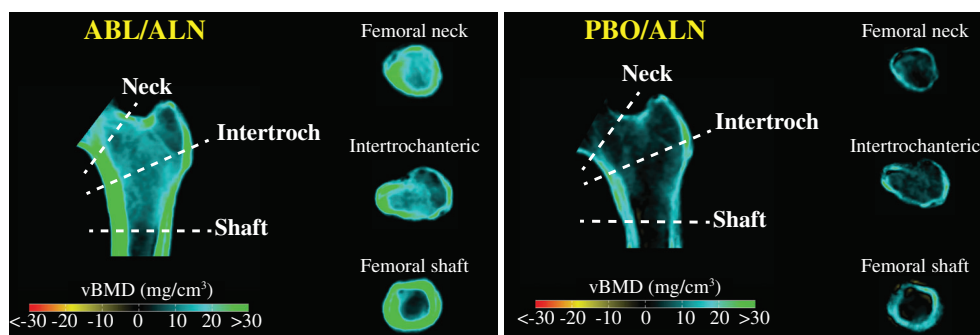 ABL/ALN
Femoral neck
Neck
Intertroch
Intertrochanteric
Shaft
Femoral shaft
vBMD (mg/cm³)
<-30 -20 -10 0 10 20 >30
PBO/ALN
Femoral neck
Neck
Intertroch
Intertrochanteric
Shaft
Femoral shaft
vBMD (mg/cm³)
<-30 -20 -10 0 10 20 >30